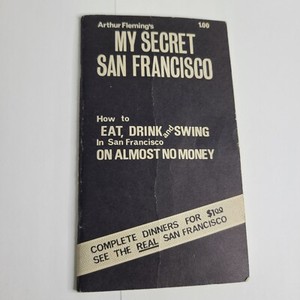 Arthur Fleming's 1.00
MY SECRET
SAN FRANCISCO
How to
EAT, DRINK and SWING
In San Francisco
ON ALMOST NO MONEY
COMPLETE DINNERS FOR $1.00
SEE THE REAL SAN FRANCISCO